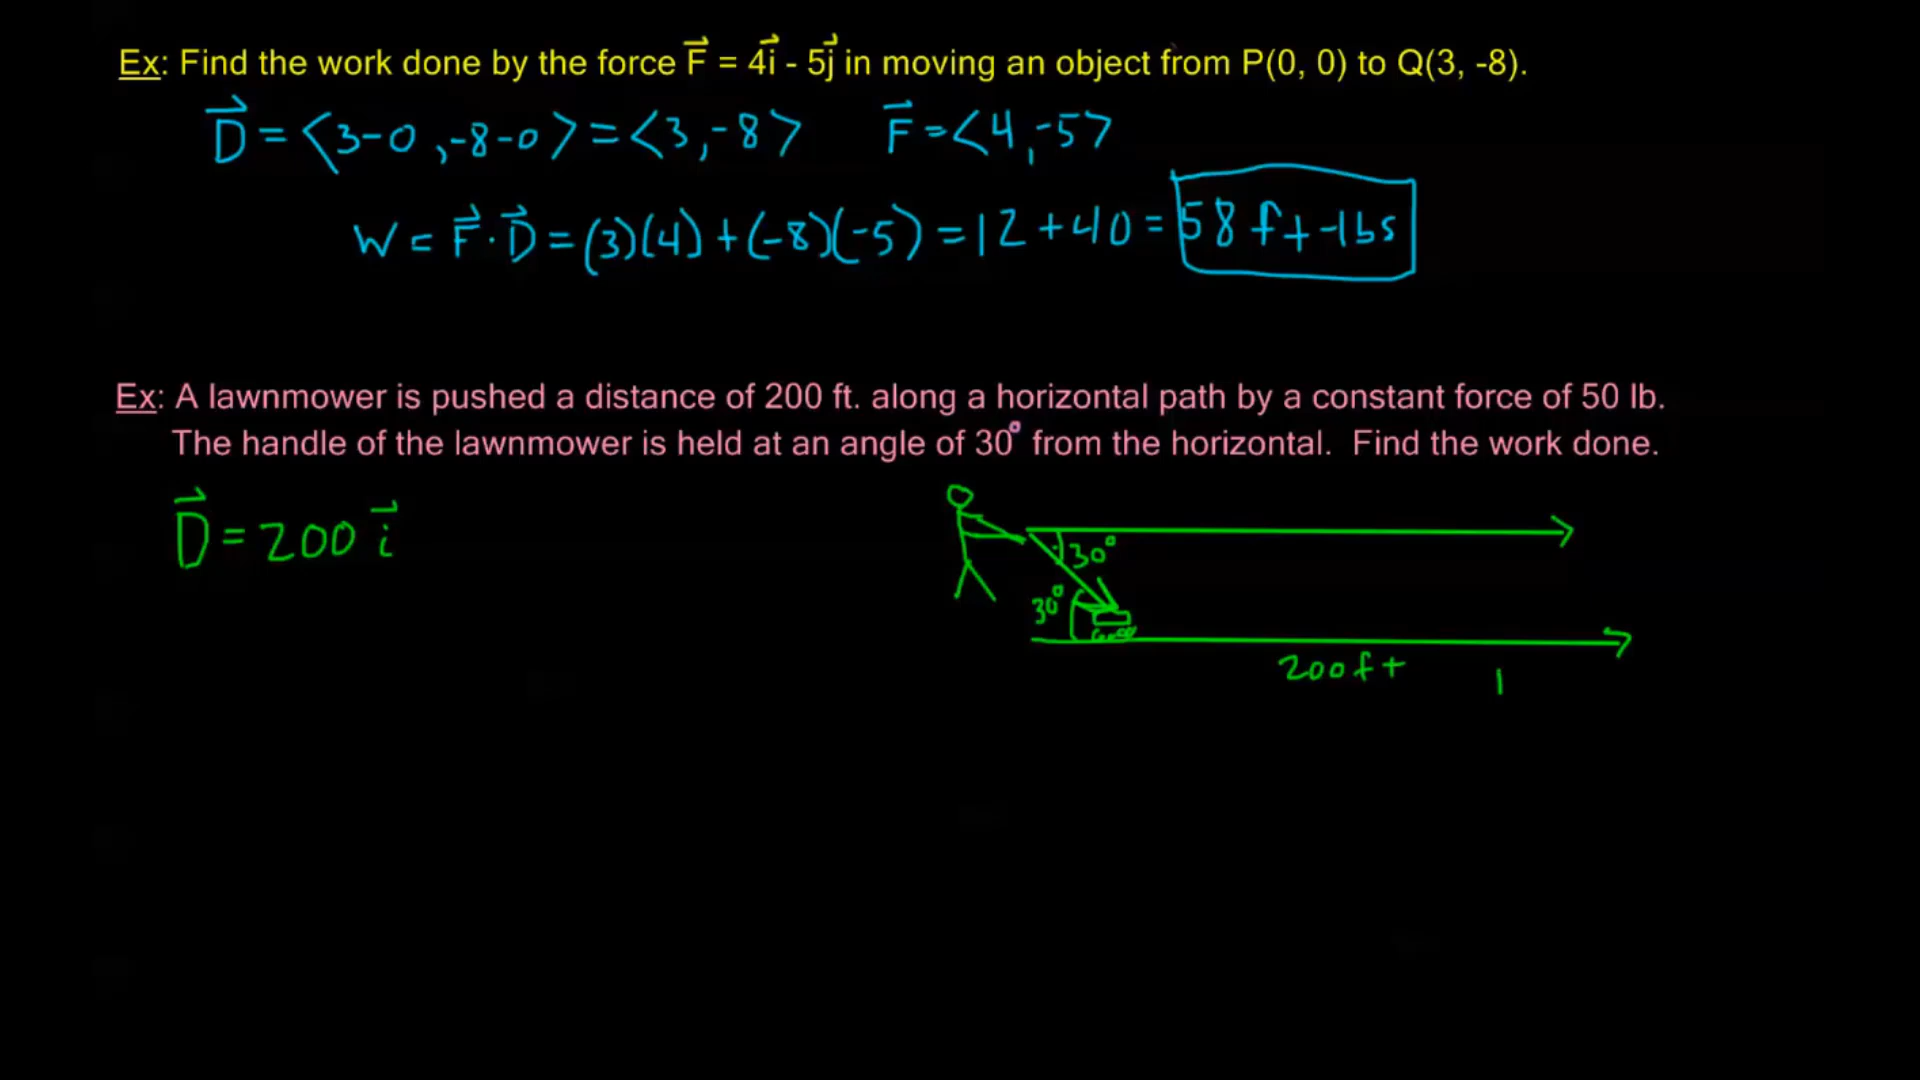 Ex: Find the work done by the force F⃗ = 4i⃗ - 5j⃗ in moving an object from P(0, 0) to Q(3, -8).
D⃗ = ⟨3-0, -8-0⟩ = ⟨3, -8⟩ F⃗ = ⟨4, -5⟩
W = F⃗ · D⃗ = (3)(4) + (-8)(-5) = 12 + 40 = 58 ft-lbs
Ex: A lawnmower is pushed a distance of 200 ft. along a horizontal path by a constant force of 50 lb.
The handle of the lawnmower is held at an angle of 30° from the horizontal. Find the work done.
D⃗ = 200 i⃗
30°
30°
200 ft